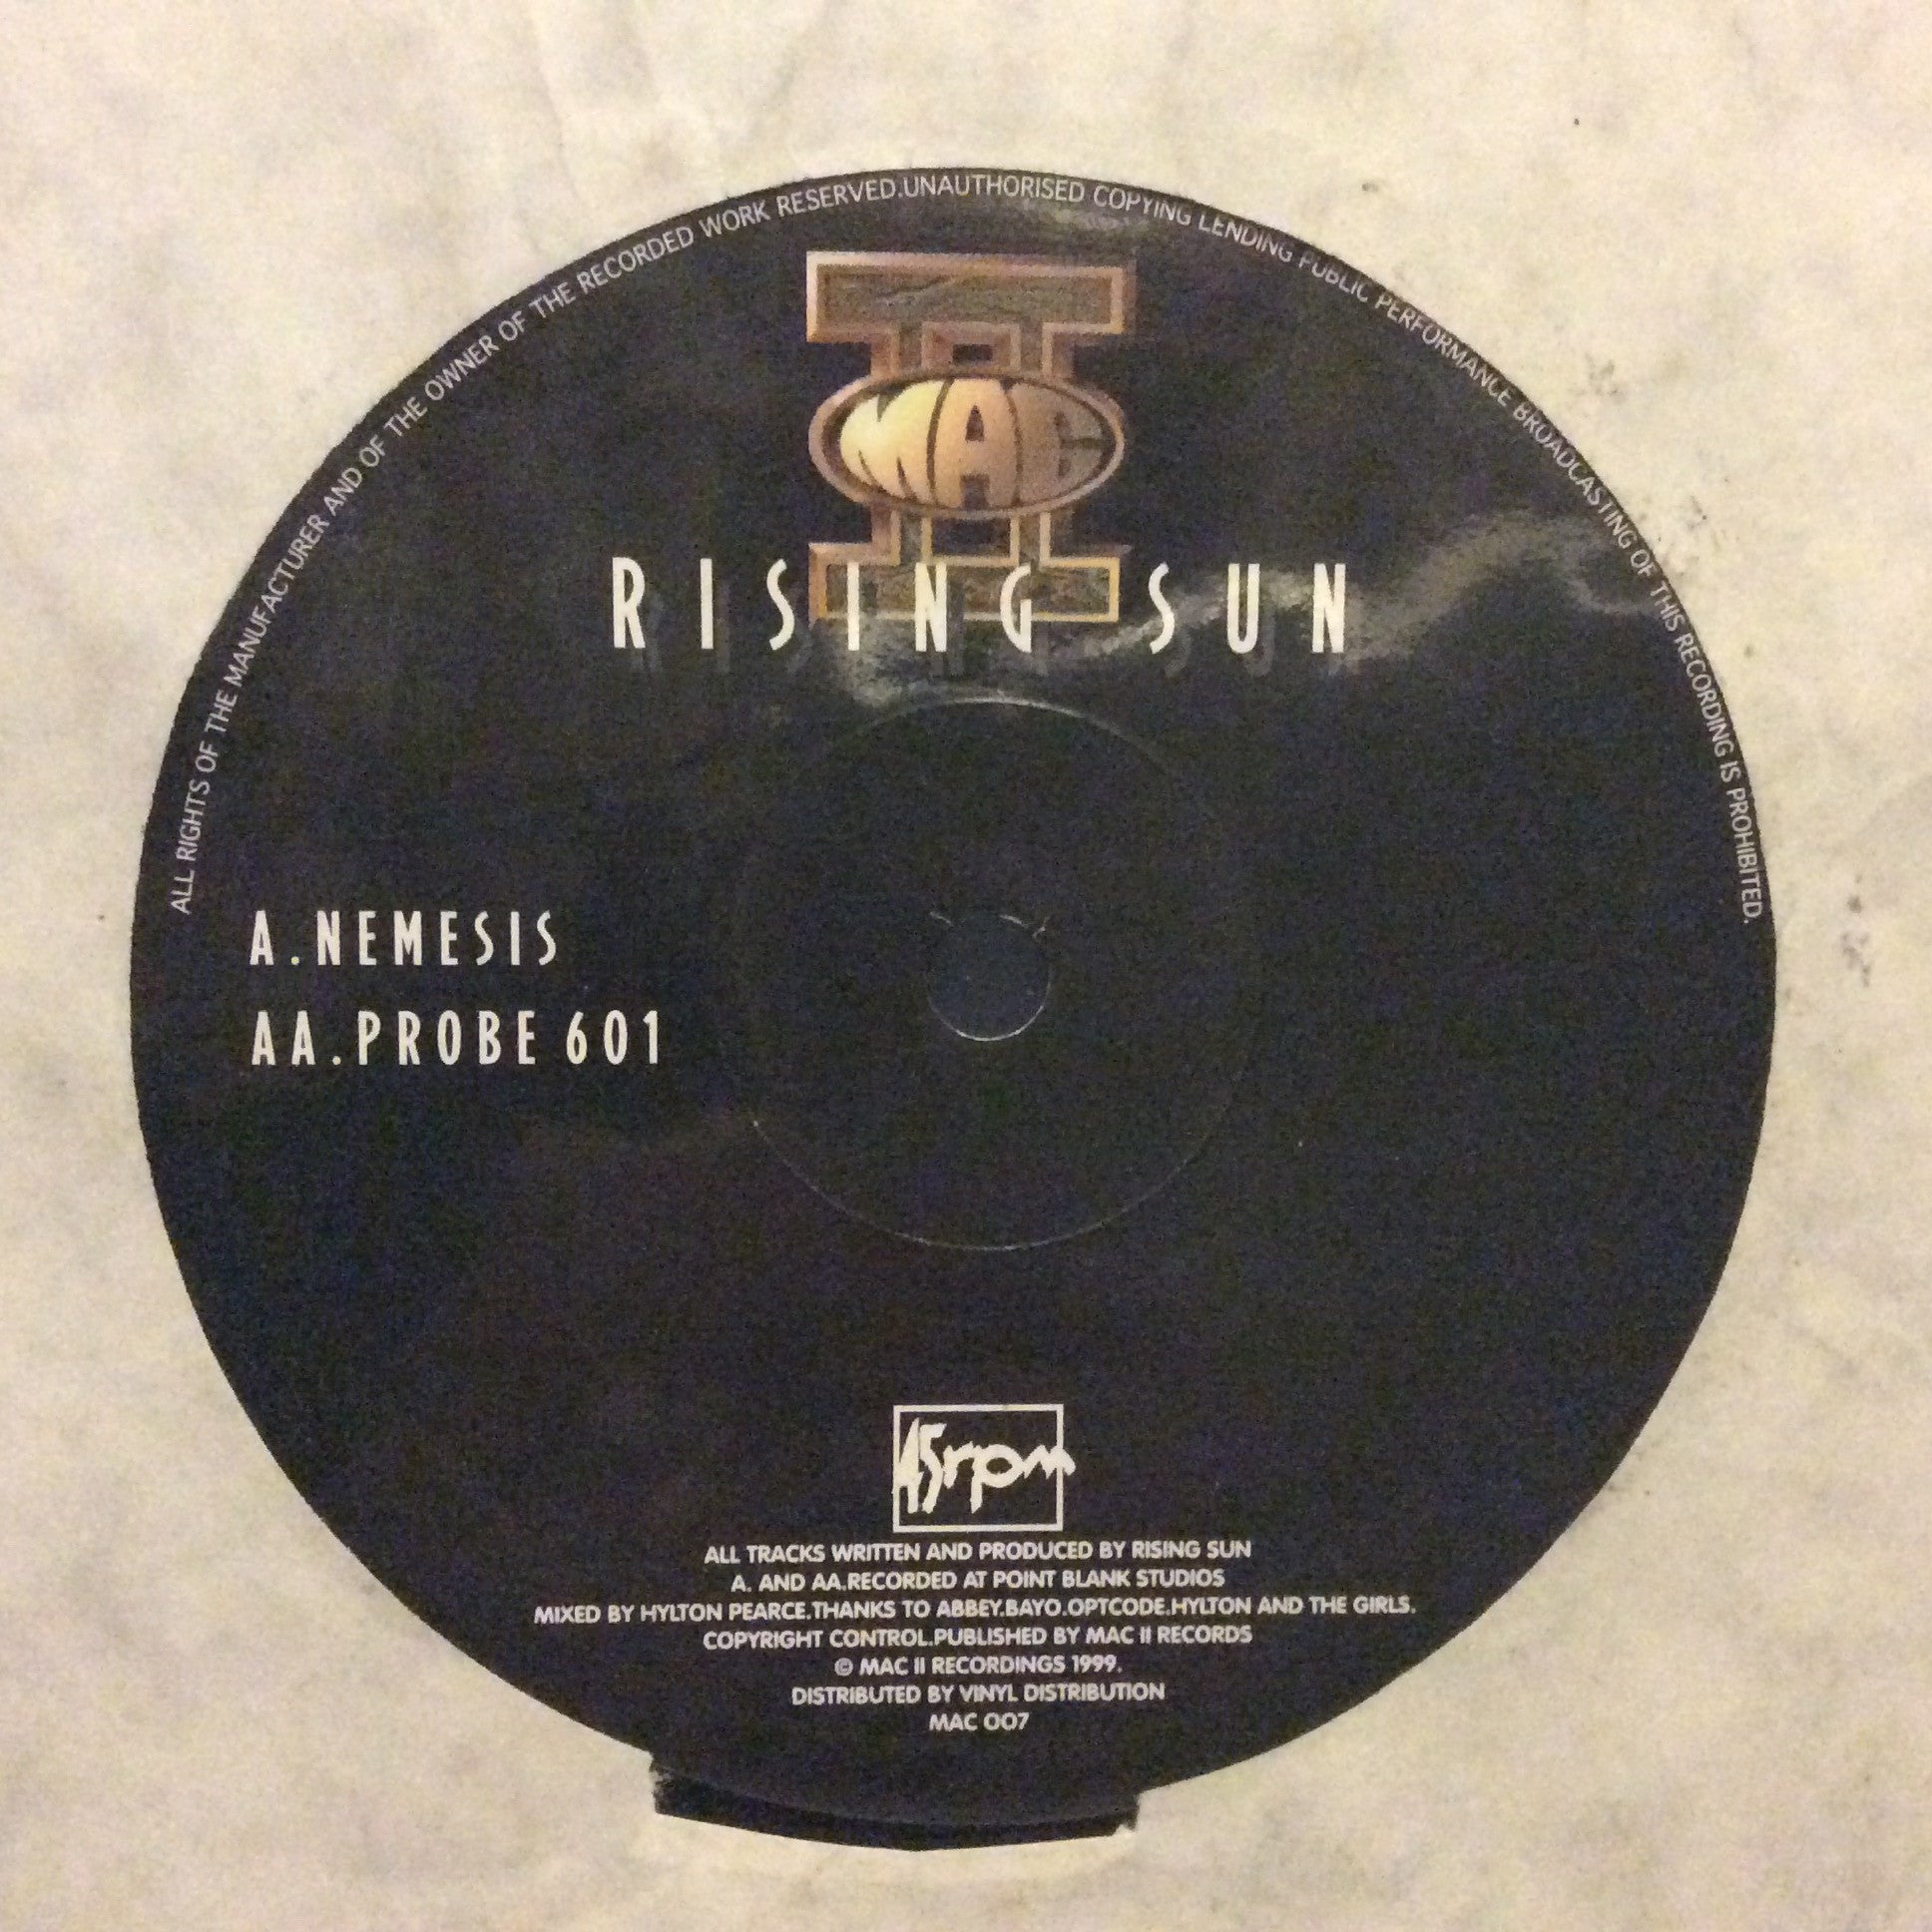 ALL RIGHTS OF THE MANUFACTURER AND OF THE OWNER OF THE RECORDED WORK RESERVED.UNAUTHORISED COPYING LENDING PUBLIC PERFORMANCE BROADCASTING OF THIS RECORDING IS PROHIBITED.
MAC
RISING SUN
A.NEMESIS
AA.PROBE 601
45rpm
ALL TRACKS WRITTEN AND PRODUCED BY RISING SUN
A. AND AA.RECORDED AT POINT BLANK STUDIOS
MIXED BY HYLTON PEARCE.THANKS TO ABBEY.BAYO.OPTCODE.HYLTON AND THE GIRLS.
COPYRIGHT CONTROL.PUBLISHED BY MAC II RECORDS
© MAC II RECORDINGS 1999.
DISTRIBUTED BY VINYL DISTRIBUTION
MAC 007